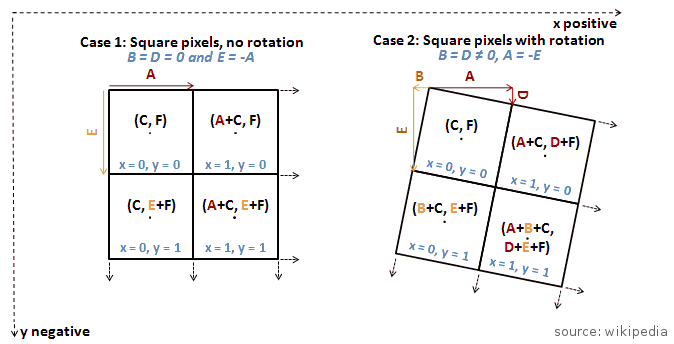 x positive
Case 1: Square pixels, no rotation
B = D = 0 and E = -A
A
E
(C, F)
x = 0, y = 0
(A+C, F)
x = 1, y = 0
(C, E+F)
x = 0, y = 1
(A+C, E+F)
x = 1, y = 1
Case 2: Square pixels with rotation
B = D ≠ 0, A = -E
B
A
D
E
(C, F)
x = 0, y = 0
(A+C, D+F)
x = 1, y = 0
(B+C, E+F)
x = 0, y = 1
(A+B+C,
D+E+F)
x = 1, y = 1
y negative
source: wikipedia